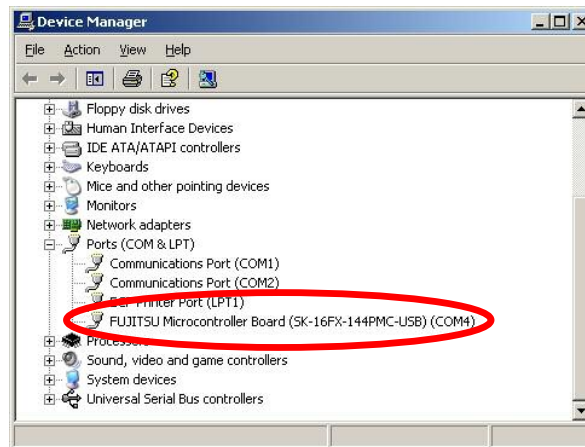 Device Manager
File Action View Help
Floppy disk drives
Human Interface Devices
IDE ATA/ATAPI controllers
Keyboards
Mice and other pointing devices
Monitors
Network adapters
Ports (COM & LPT)
Communications Port (COM1)
Communications Port (COM2)
ECP Printer Port (LPT1)
FUJITSU Microcontroller Board (SK-16FX-144PMC-USB) (COM4)
Processors
Sound, video and game controllers
System devices
Universal Serial Bus controllers